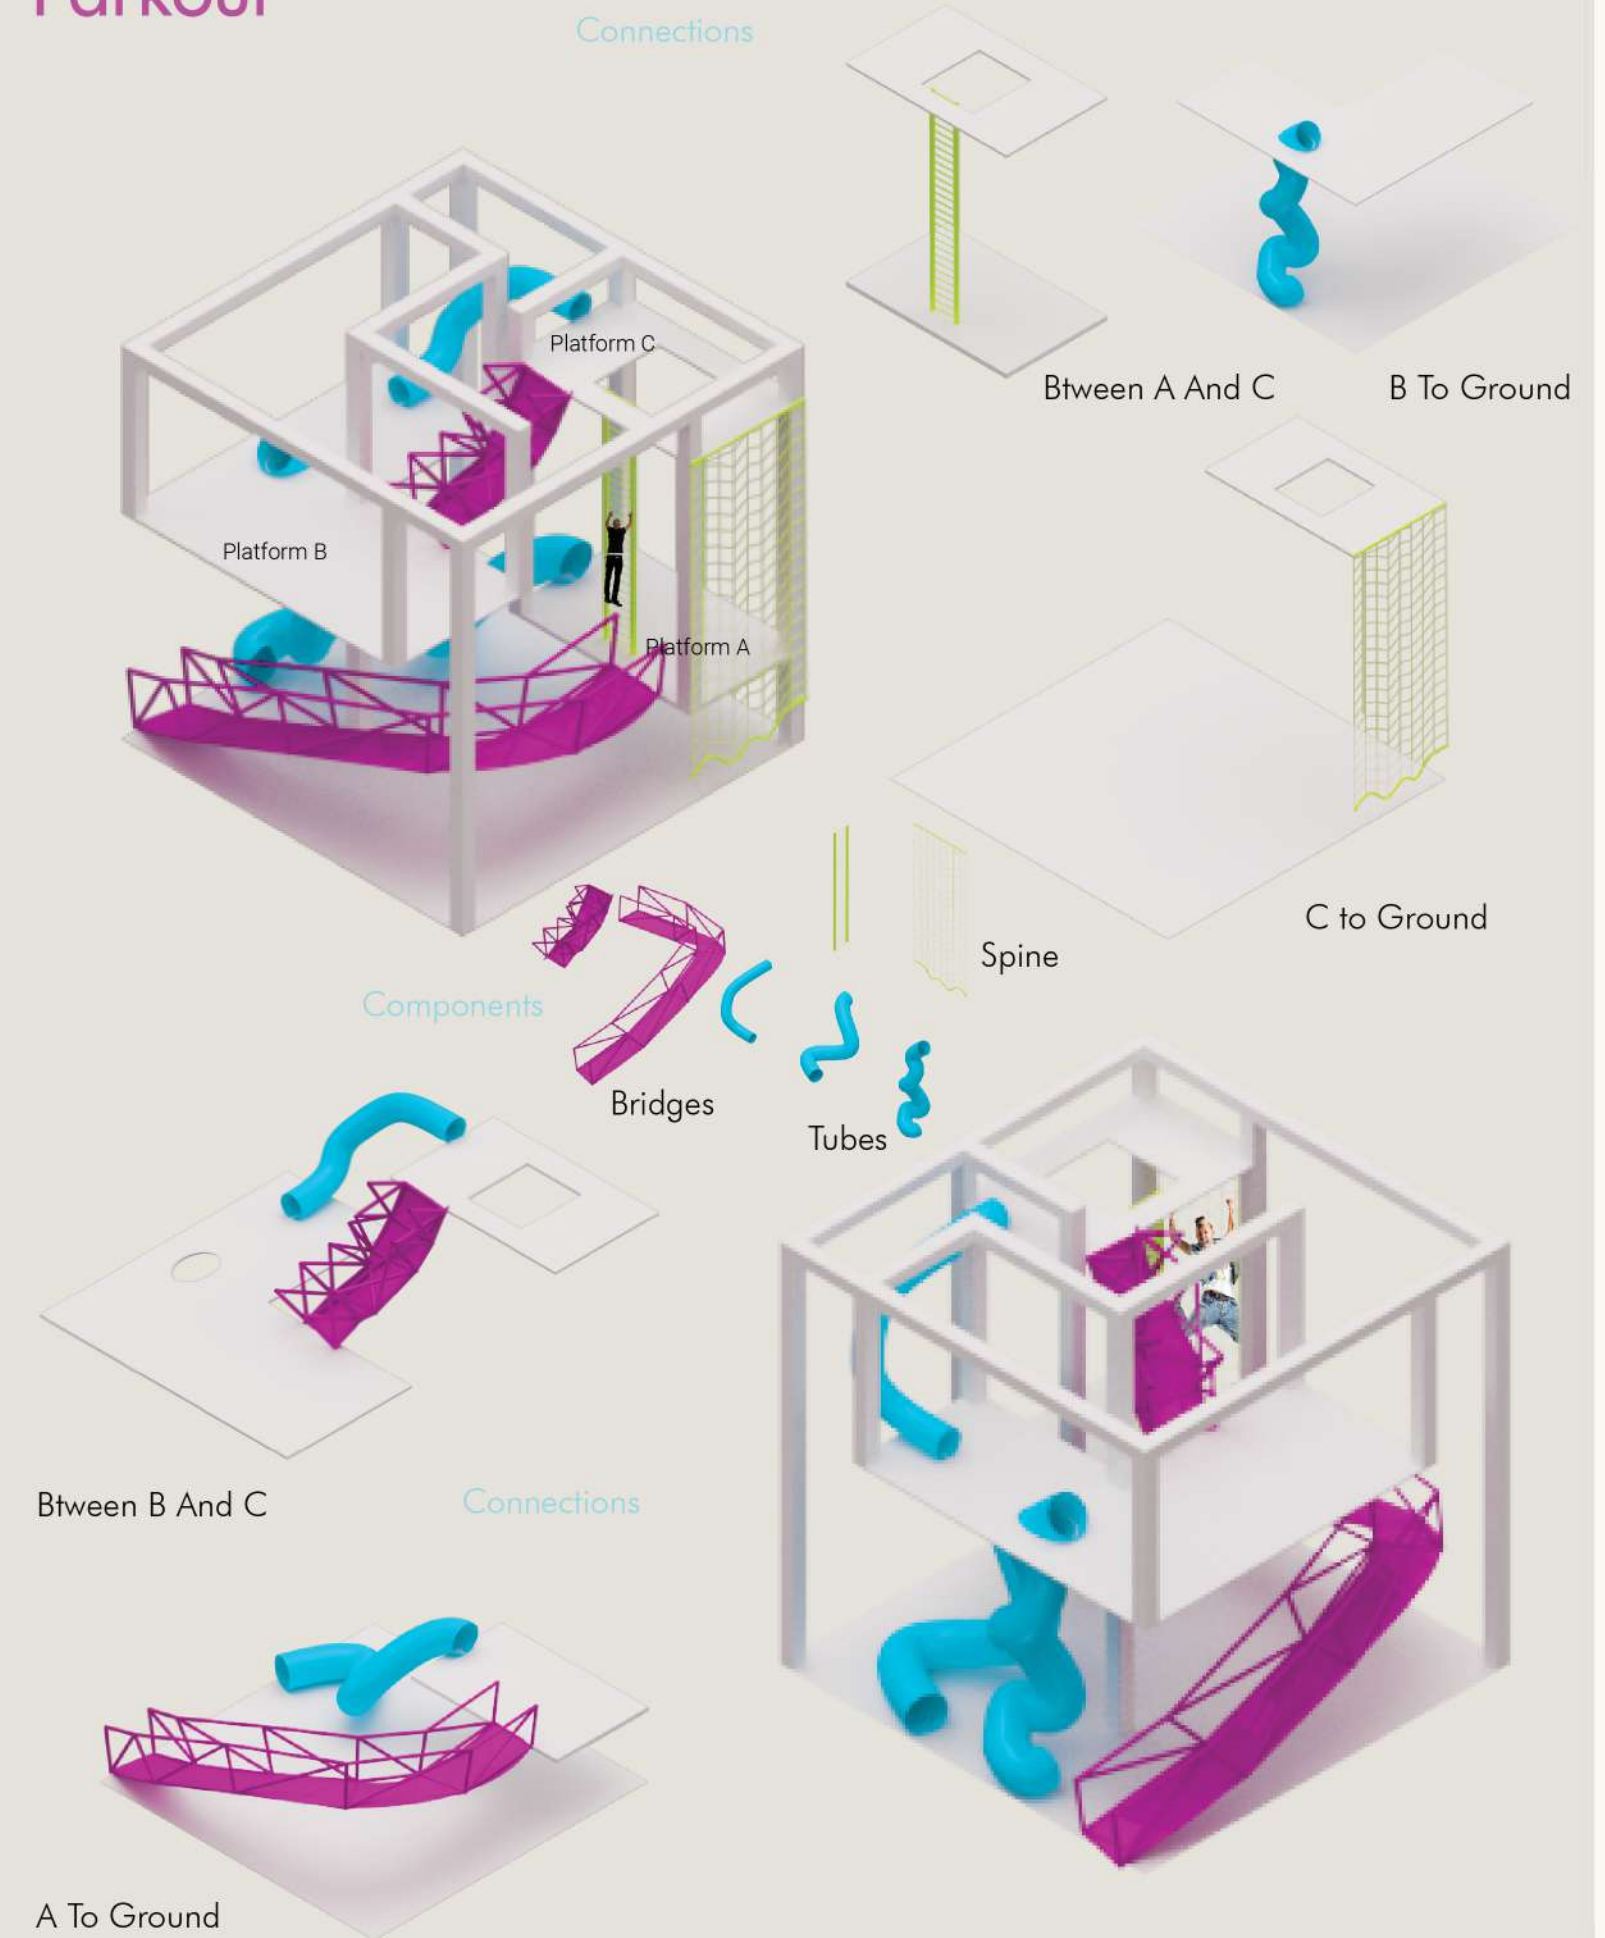 Parkour
Connections
Btween A And C
B To Ground
Platform C
Platform B
Platform A
C to Ground
Spine
Components
Bridges
Tubes
Btween B And C
Connections
A To Ground